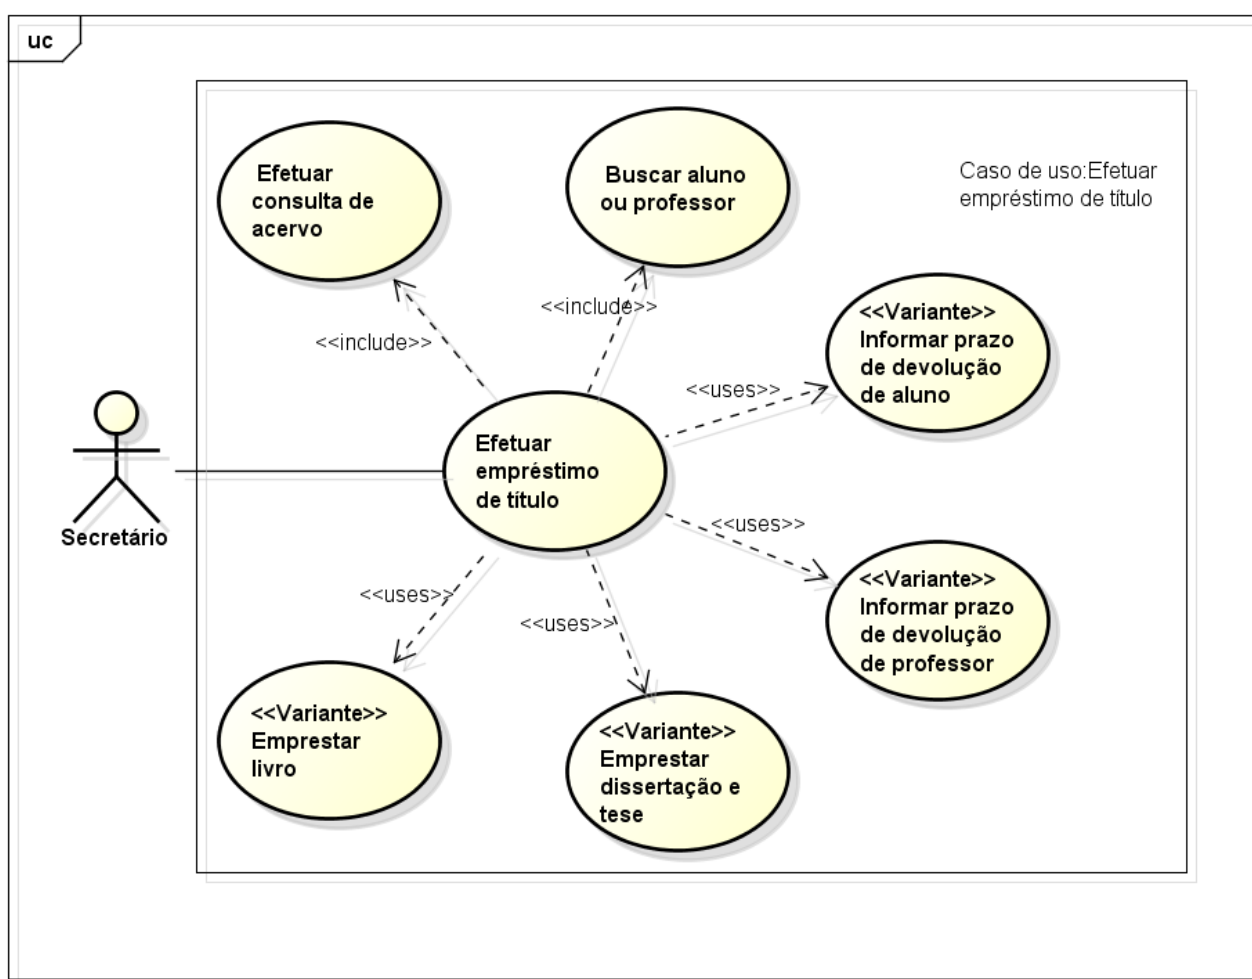 uc
Efetuar
consulta de
acervo
Buscar aluno
ou professor
Caso de uso:Efetuar
empréstimo de título
<<include>>
<<include>>
<<Variante>>
Informar prazo
de devolução
de aluno
<<uses>>
Efetuar
empréstimo
de título
Secretário
<<uses>>
<<Variante>>
Informar prazo
de devolução
de professor
<<uses>>
<<uses>>
<<Variante>>
Emprestar
livro
<<Variante>>
Emprestar
dissertação e
tese